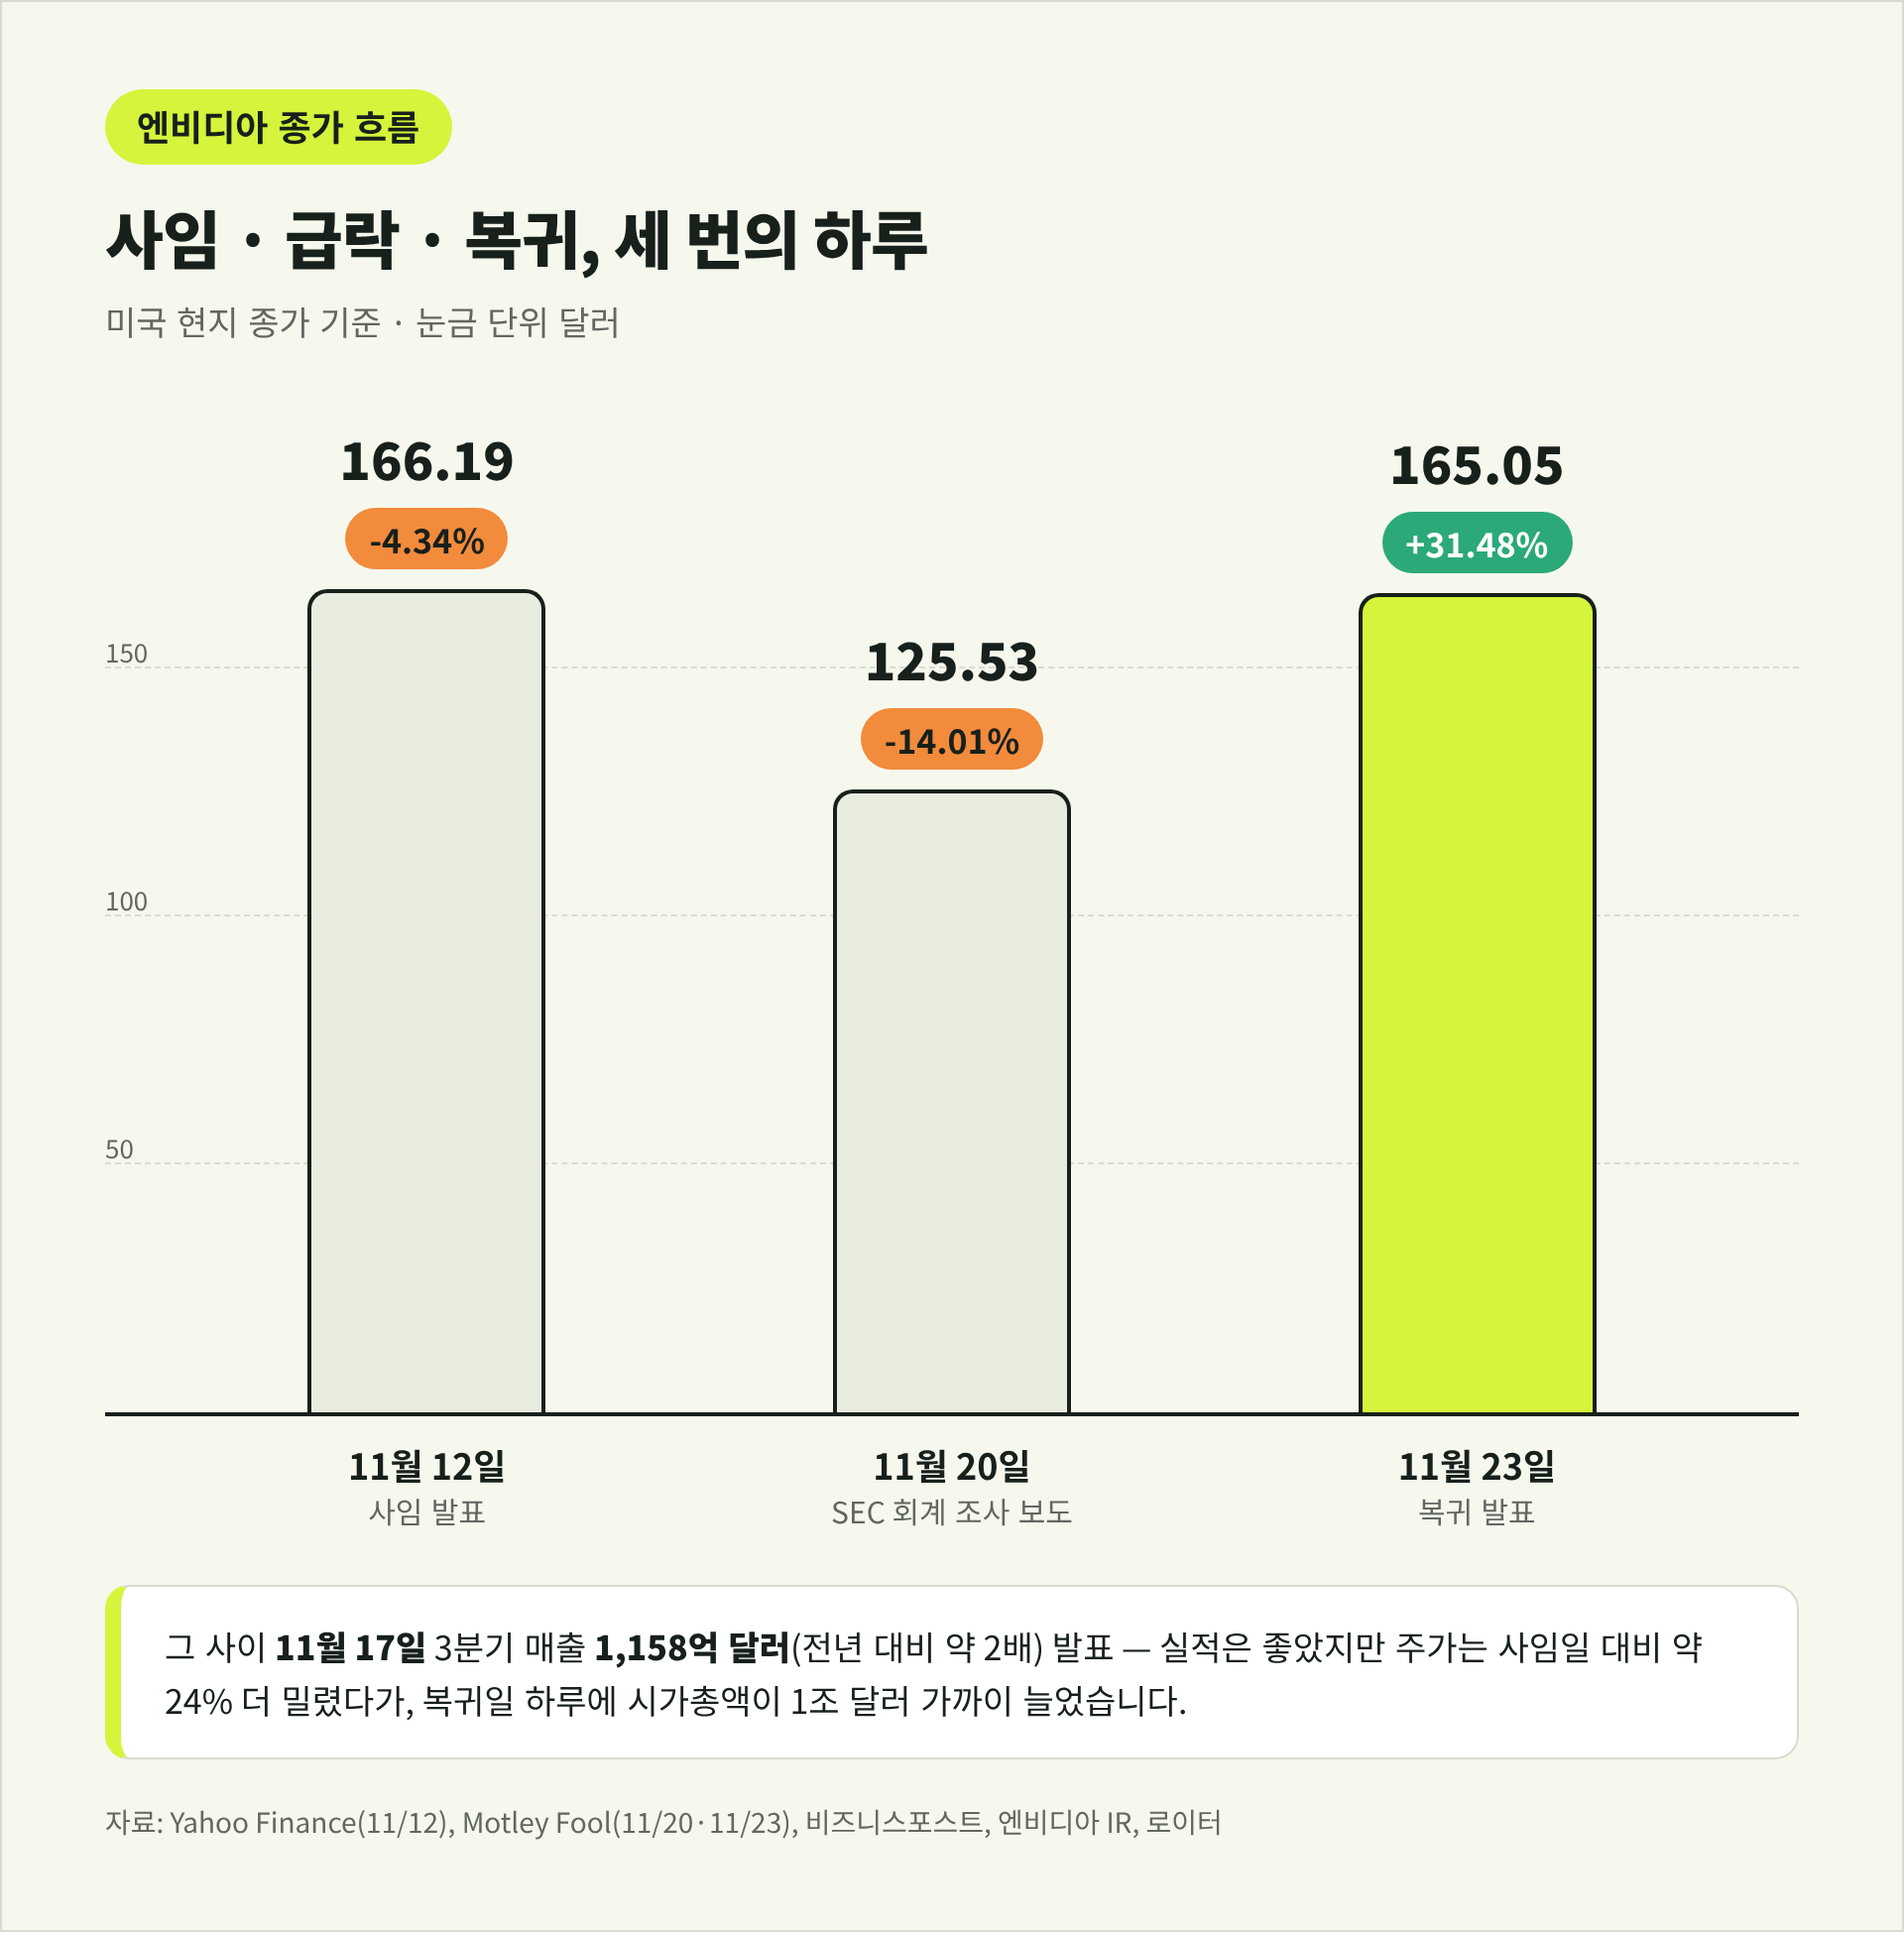 엔비디아 종가 흐름
사임 · 급락 · 복귀, 세 번의 하루
미국 현지 종가 기준 · 눈금 단위 달러
166.19
-4.34%
125.53
-14.01%
165.05
+31.48%
150
100
50
11월 12일
사임 발표
11월 20일
SEC 회계 조사 보도
11월 23일
복귀 발표
그 사이 11월 17일 3분기 매출 1,158억 달러(전년 대비 약 2배) 발표 — 실적은 좋았지만 주가는 사임일 대비 약
24% 더 밀렸다가, 복귀일 하루에 시가총액이 1조 달러 가까이 늘었습니다.
자료: Yahoo Finance(11/12), Motley Fool(11/20·11/23), 비즈니스포스트, 엔비디아 IR, 로이터